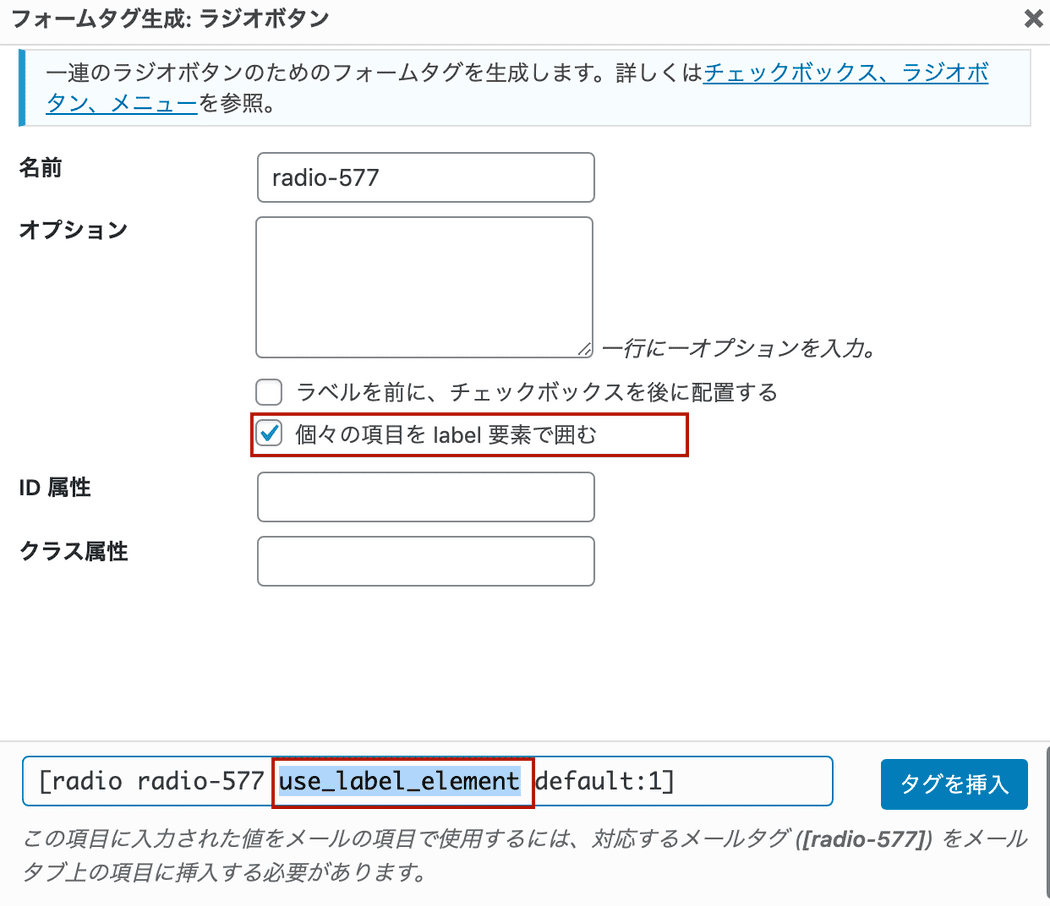 フォームタグ生成: ラジオボタン
一連のラジオボタンのためのフォームタグを生成します。詳しくはチェックボックス、ラジオボ
タン、メニューを参照。
名前
radio-577
オプション
一行に一オプションを入力。
ラベルを前に、チェックボックスを後に配置する
個々の項目を label 要素で囲む
ID 属性
クラス属性
[radio radio-577 use_label_element default:1]
タグを挿入
この項目に入力された値をメールの項目で使用するには、対応するメールタグ ([radio-577]) をメール
タブ上の項目に挿入する必要があります。